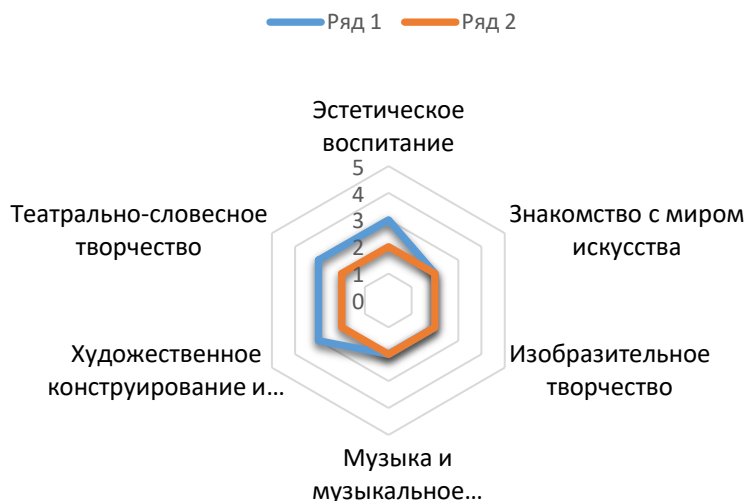 Ряд 1 Ряд 2
Эстетическое
воспитание
5
4
3
2
1
0
Театрально-словесное
творчество
Знакомство с миром
искусства
Художественное
конструирование и...
Изобразительное
творчество
Музыка и
музыкальное...